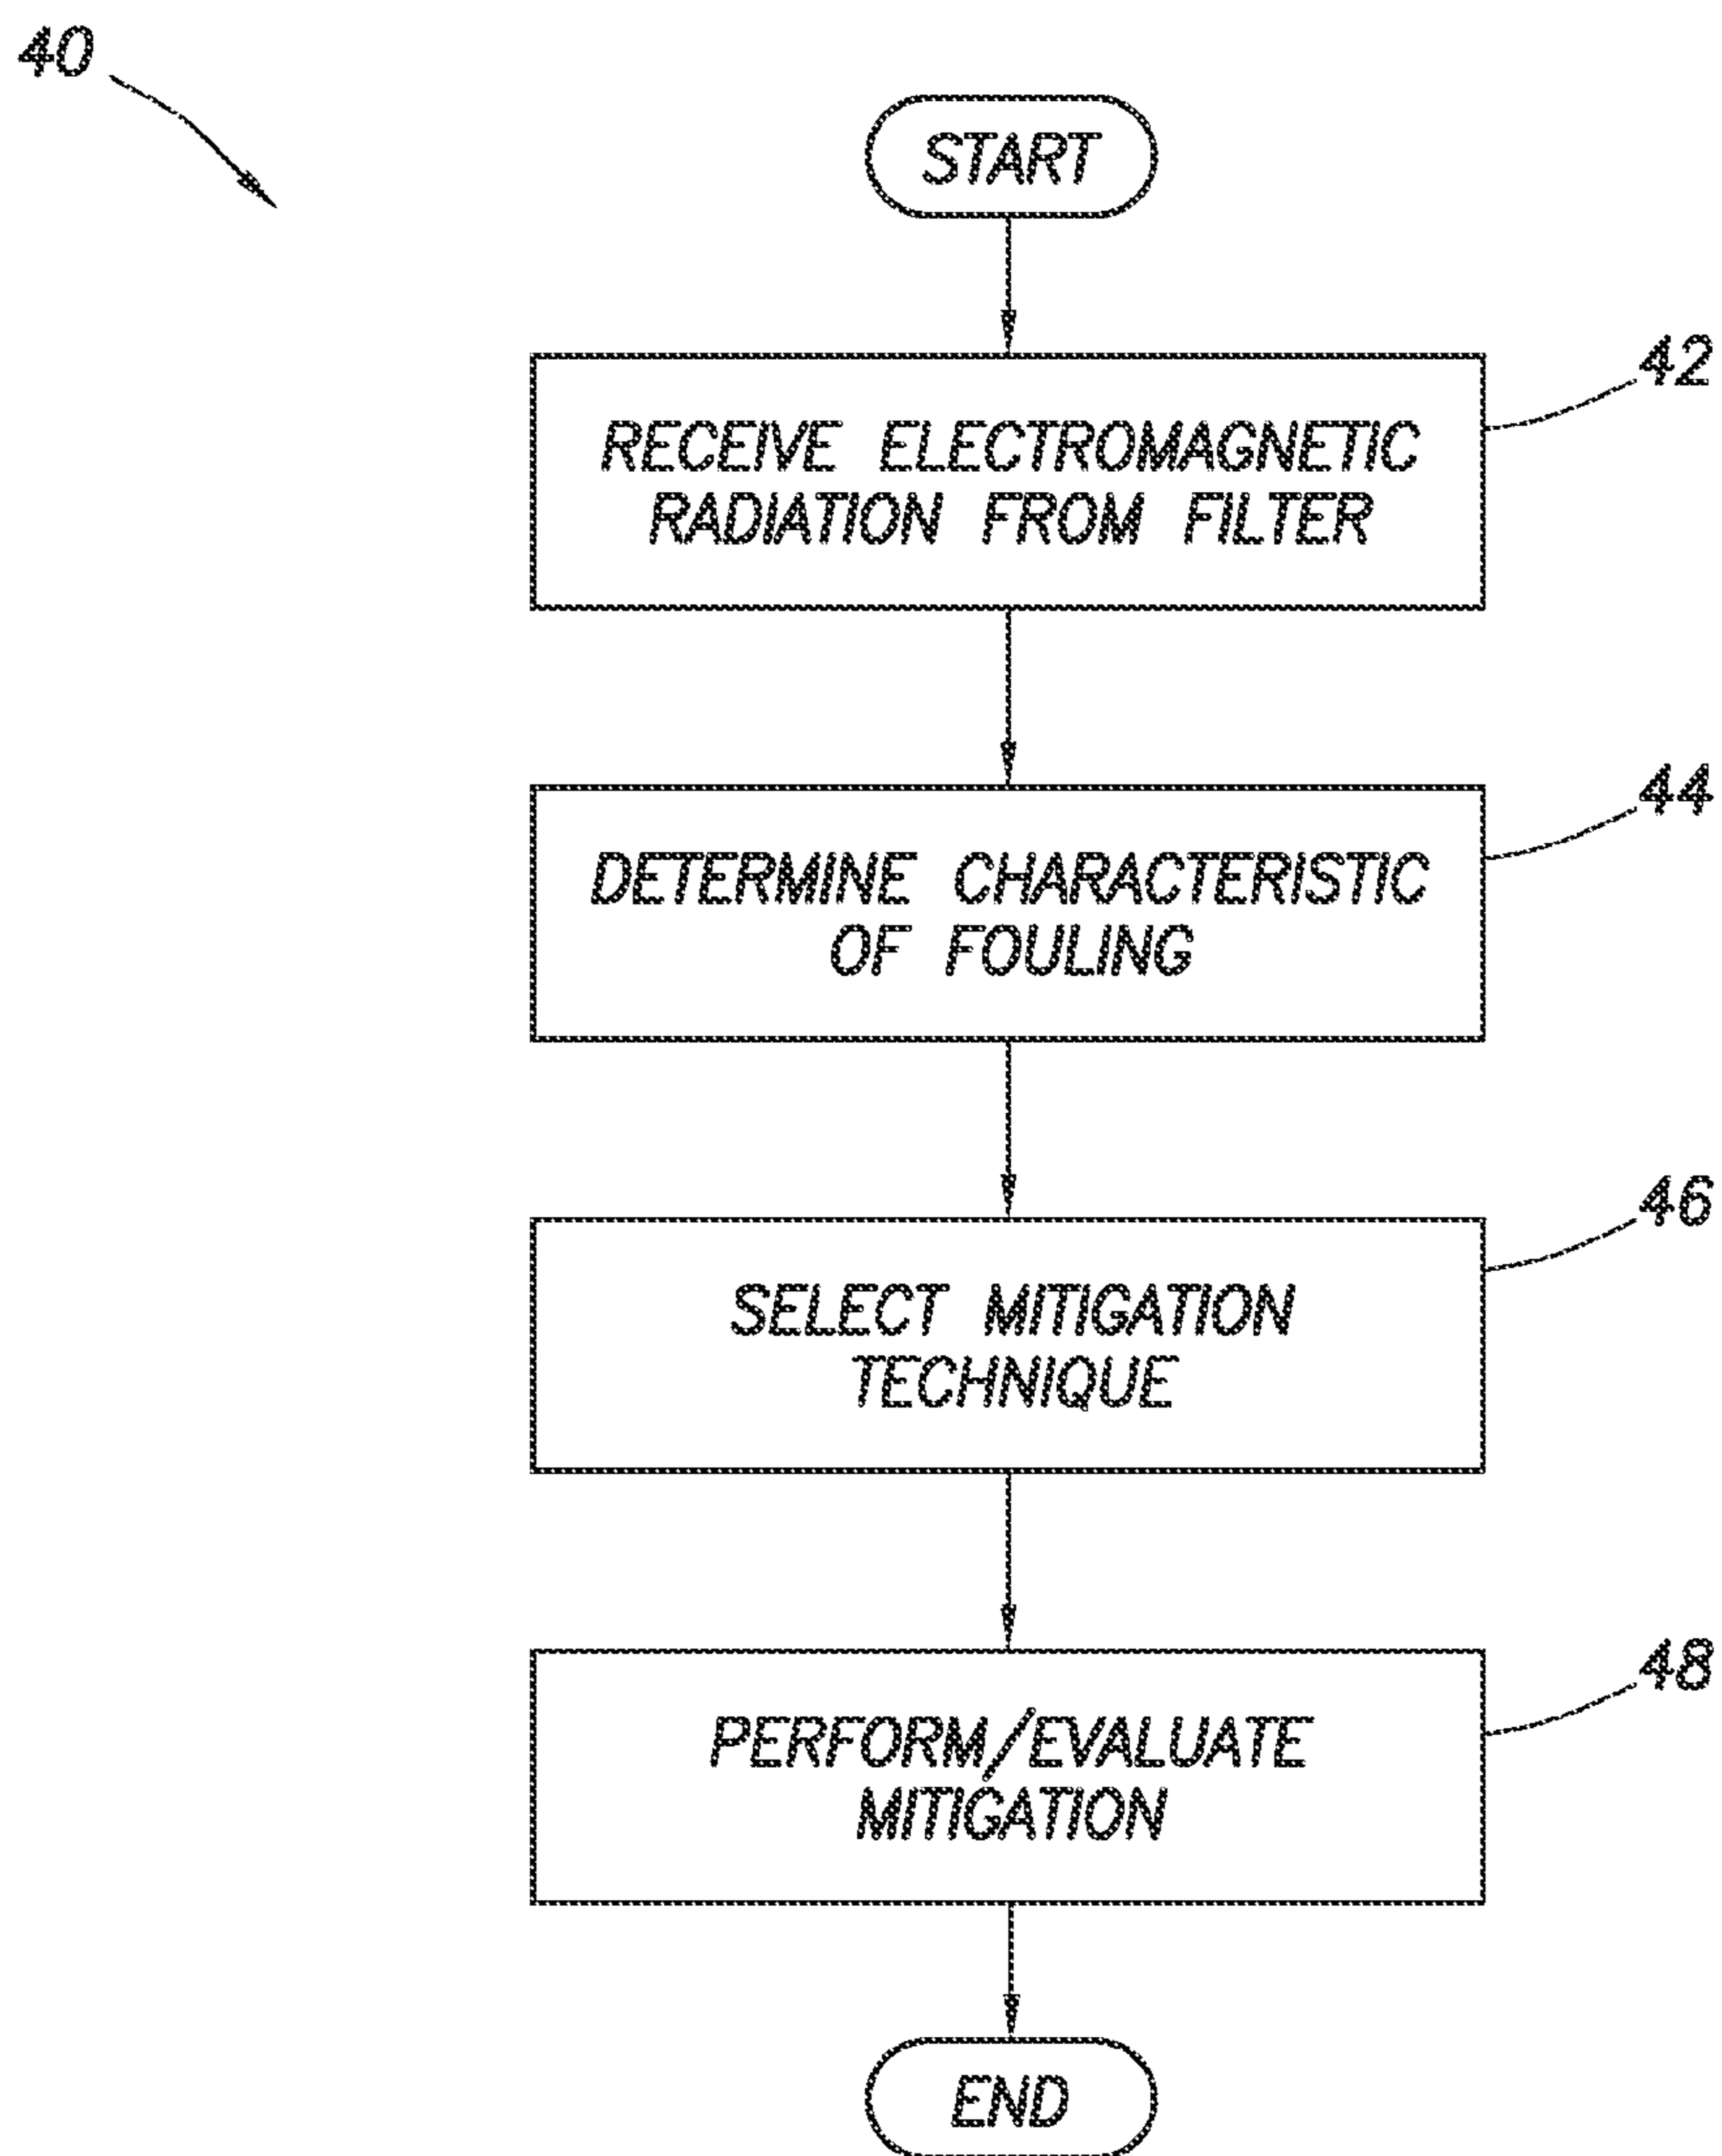 40
START
RECEIVE ELECTROMAGNETIC
RADIATION FROM FILTER
42
DETERMINE CHARACTERISTIC
OF FOULING
44
SELECT MITIGATION
TECHNIQUE
46
PERFORM/EVALUATE
MITIGATION
48
END